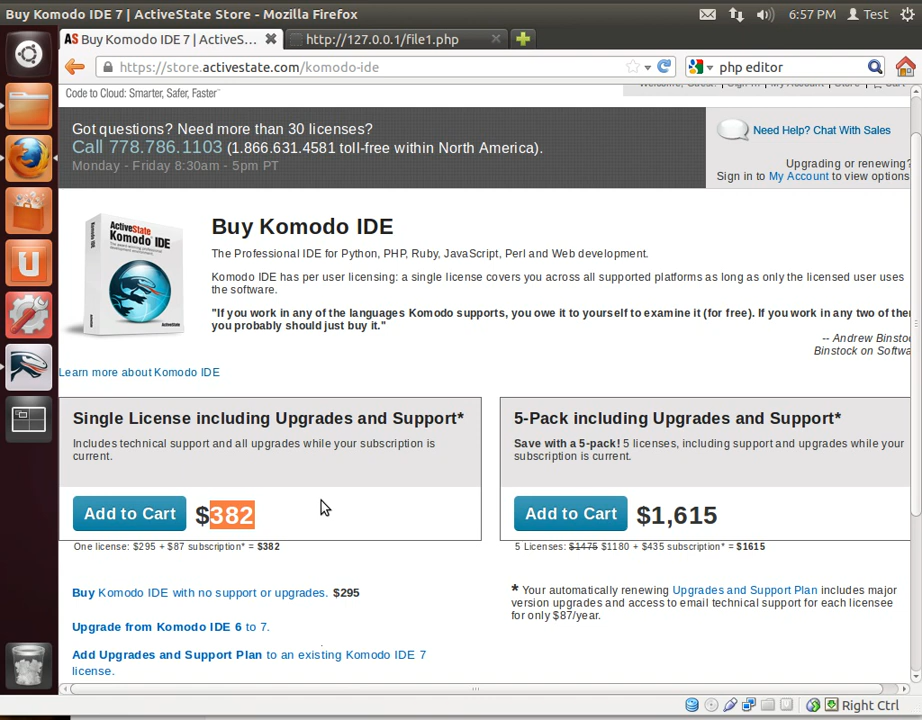 Buy Komodo IDE 7 | ActiveState Store - Mozilla Firefox
6:57 PM Test
Buy Komodo IDE 7 | ActiveS...
http://127.0.0.1/file1.php
https://store.activestate.com/komodo-ide
php editor
Code to Cloud: Smarter, Safer, Faster™
Got questions? Need more than 30 licenses?
Call 778.786.1103 (1.866.631.4581 toll-free within North America).
Monday - Friday 8:30am - 5pm PT
Need Help? Chat With Sales
Upgrading or renewing?
Sign in to My Account to view options
ActiveState
Komodo IDE
Buy Komodo IDE
The Professional IDE for Python, PHP, Ruby, JavaScript, Perl and Web development.
Komodo IDE has per user licensing: a single license covers you across all supported platforms as long as only the licensed user uses
the software.
"If you work in any of the languages Komodo supports, you owe it to yourself to examine it (for free). If you work in any two of
you probably should just buy it."
-- Andrew
Binstock on
Learn more about Komodo IDE
Single License including Upgrades and Support*
Includes technical support and all upgrades while your subscription is
current.
Add to Cart $382
One license: $295 + $87 subscription* = $382
5-Pack including Upgrades and Support*
Save with a 5-pack! 5 licenses, including support and upgrades while your
subscription is current.
Add to Cart $1,615
5 Licenses: $1475 $1180 + $435 subscription* = $1615
Buy Komodo IDE with no support or upgrades. $295
Upgrade from Komodo IDE 6 to 7.
Add Upgrades and Support Plan to an existing Komodo IDE 7
license.
* Your automatically renewing Upgrades and Support Plan includes major
version upgrades and access to email technical support for each licensee
for only $87/year.
Right Ctrl